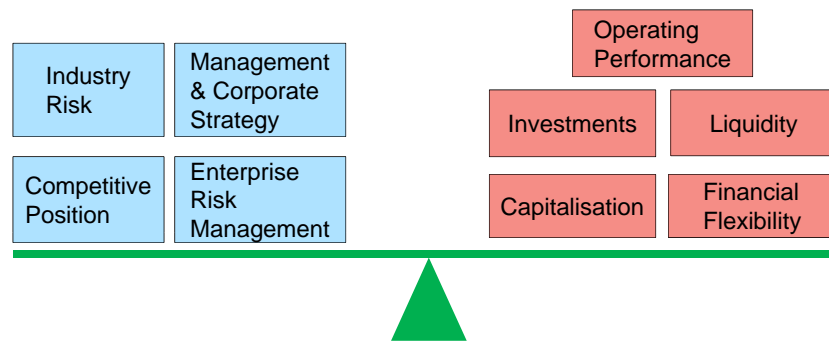 Industry
Risk
Management
& Corporate
Strategy
Competitive
Position
Enterprise
Risk
Management
Operating
Performance
Investments
Liquidity
Capitalisation
Financial
Flexibility